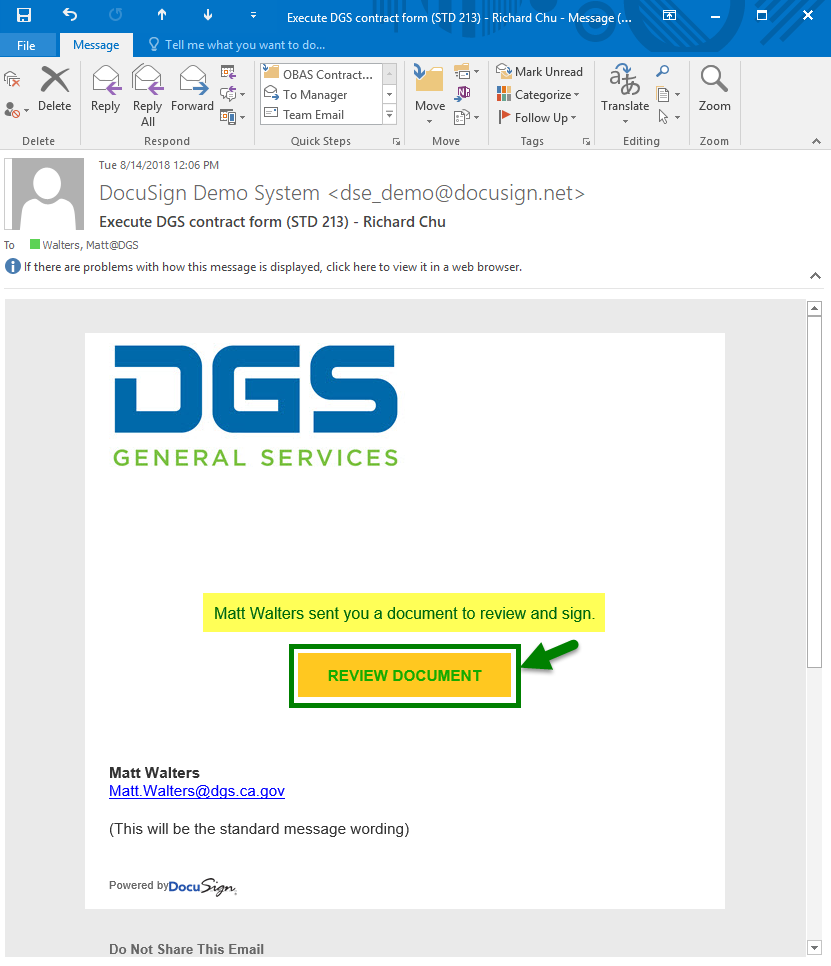 Execute DGS contract form (STD 213) - Richard Chu - Message (...
File Message Tell me what you want to do...
Delete
Reply
Reply All
Forward
OBAS Contract...
To Manager
Team Email
Move
Mark Unread
Categorize
Follow Up
Translate
Zoom
Delete Respond Quick Steps Move Tags Editing Zoom
Tue 8/14/2018 12:06 PM
DocuSign Demo System <dse_demo@docusign.net>
Execute DGS contract form (STD 213) - Richard Chu
To Walters, Matt@DGS
If there are problems with how this message is displayed, click here to view it in a web browser.
DGS
GENERAL SERVICES
Matt Walters sent you a document to review and sign.
REVIEW DOCUMENT
Matt Walters
Matt.Walters@dgs.ca.gov
(This will be the standard message wording)
Powered by DocuSign
Do Not Share This Email